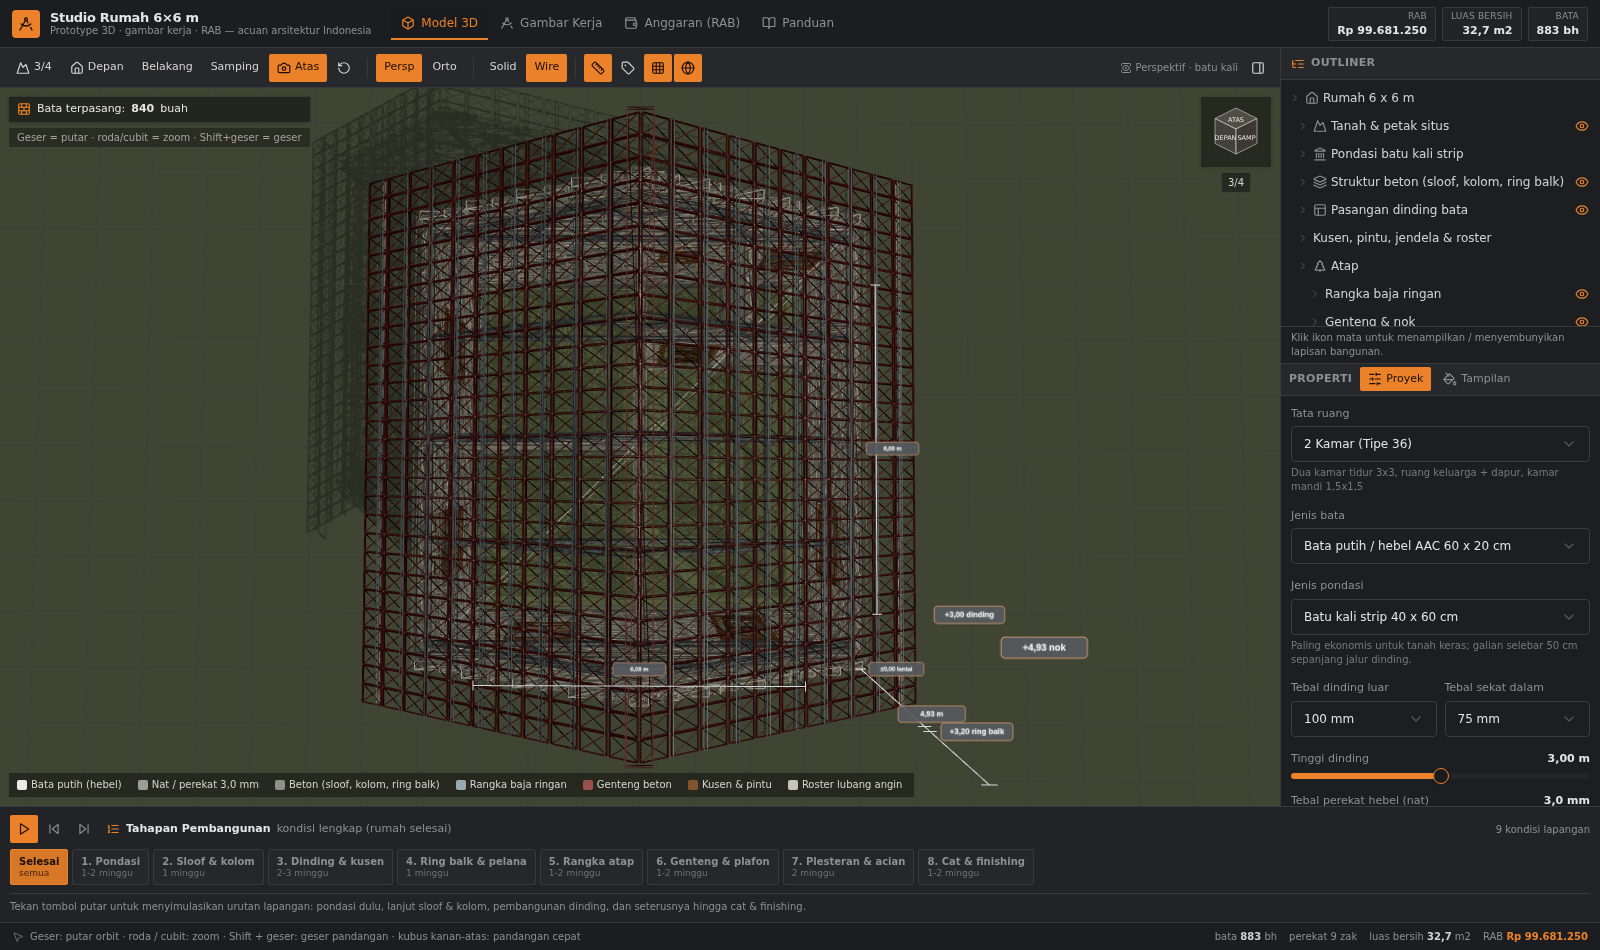 Studio Rumah 6×6 m
Prototype 3D · gambar kerja · RAB — acuan arsitektur Indonesia
Model 3D
Gambar Kerja
Anggaran (RAB)
Panduan
RAB
Rp 99.681.250
LUAS BERSIH
32,7 m2
BATA
883 bh
3/4
Depan
Belakang
Samping
Atas
Persp
Orto
Solid
Wire
Perspektif · batu kali
Bata terpasang: 840 buah
Geser = putar · roda/cubit = zoom · Shift+geser = geser
ATAS
DEPAN
SAMP
3/4
6,00 m
+3,00 dinding
+4,93 nok
6,00 m
±0,00 lantai
4,93 m
+3,20 ring balk
Bata putih (hebel)
Nat / perekat 3,0 mm
Beton (sloof, kolom, ring balk)
Rangka baja ringan
Genteng beton
Kusen & pintu
Roster lubang angin
OUTLINER
Rumah 6 x 6 m
Tanah & petak situs
Pondasi batu kali strip
Struktur beton (sloof, kolom, ring balk)
Pasangan dinding bata
Kusen, pintu, jendela & roster
Atap
Rangka baja ringan
Genteng & nok
Klik ikon mata untuk menampilkan / menyembunyikan
lapisan bangunan.
PROPERTI
Proyek
Tampilan
Tata ruang
2 Kamar (Tipe 36)
Dua kamar tidur 3x3, ruang keluarga + dapur, kamar
mandi 1,5x1,5
Jenis bata
Bata putih / hebel AAC 60 x 20 cm
Jenis pondasi
Batu kali strip 40 x 60 cm
Paling ekonomis untuk tanah keras; galian selebar 50 cm
sepanjang jalur dinding.
Tebal dinding luar
Tebal sekat dalam
100 mm
75 mm
Tinggi dinding
3,00 m
Tebal perekat hebel (nat)
3,0 mm
Tahapan Pembangunan kondisi lengkap (rumah selesai)
9 kondisi lapangan
Selesai
semua
1. Pondasi
1-2 minggu
2. Sloof & kolom
1 minggu
3. Dinding & kusen
2-3 minggu
4. Ring balk & pelana
1 minggu
5. Rangka atap
1-2 minggu
6. Genteng & plafon
1-2 minggu
7. Plesteran & acian
2 minggu
8. Cat & finishing
1-2 minggu
Tekan tombol putar untuk menyimulasikan urutan lapangan: pondasi dulu, lanjut sloof & kolom, pembangunan dinding, dan seterusnya hingga cat & finishing.
Geser: putar orbit · roda / cubit: zoom · Shift + geser: geser pandangan · kubus kanan-atas: pandangan cepat
bata 883 bh
perekat 9 zak
luas bersih 32,7 m2
RAB Rp 99.681.250